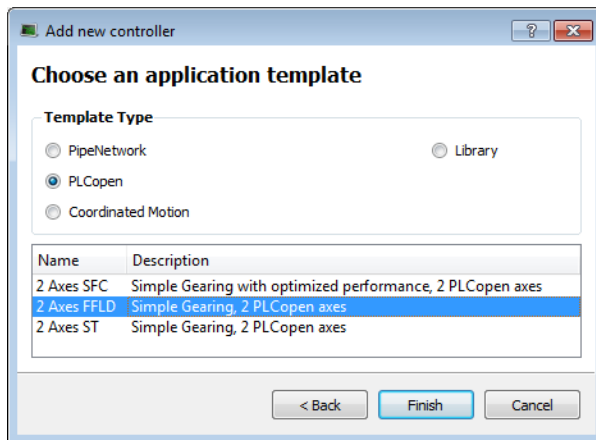 Add new controller
Choose an application template
Template Type
PipeNetwork
Library
PLCopen
Coordinated Motion
Name Description
2 Axes SFC Simple Gearing with optimized performance, 2 PLCopen axes
2 Axes FFLD Simple Gearing, 2 PLCopen axes
2 Axes ST Simple Gearing, 2 PLCopen axes
< Back Finish Cancel